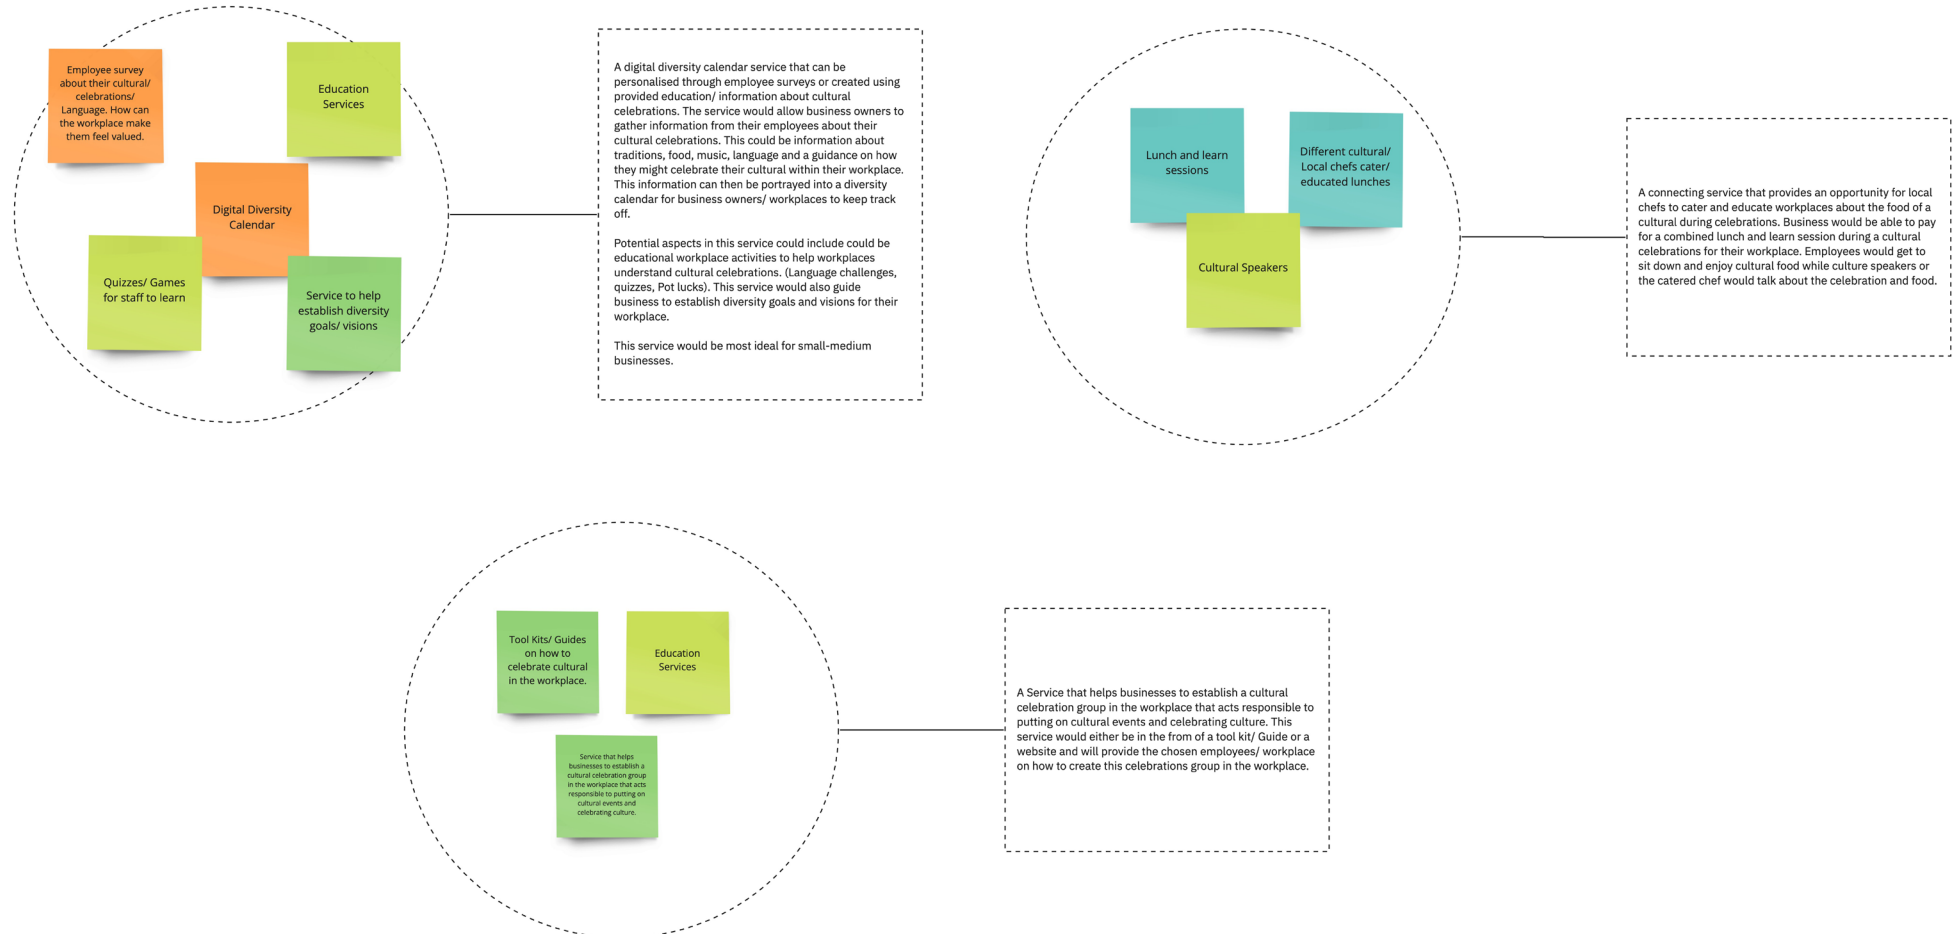 Employee survey
about their cultural/
celebrations/
Language. How can
the workplace make
them feel valued.
Education
Services
Digital Diversity
Calendar
Quizzes/ Games
for staff to learn
Service to help
establish diversity
goals/ visions
A digital diversity calendar service that can be
personalised through employee surveys or created using
provided education/ information about cultural
celebrations. The service would allow business owners to
gather information from their employees about their
cultural celebrations. This could be information about
traditions, food, music, language and a guidance on how
they might celebrate their cultural within their workplace.
This information can then be portrayed into a diversity
calendar for business owners/ workplaces to keep track
off.
Potential aspects in this service could include could be
educational workplace activities to help workplaces
understand cultural celebrations. (Language challenges,
quizzes, Pot lucks). This service would also guide
business to establish diversity goals and visions for their
workplace.
This service would be most ideal for small-medium
businesses.
Lunch and learn
sessions
Different cultural/
Local chefs cater/
educated lunches
Cultural Speakers
A connecting service that provides an opportunity for local
chefs to cater and educate workplaces about the food of a
cultural during celebrations. Business would be able to pay
for a combined lunch and learn session during a cultural
celebrations for their workplace. Employees would get to
sit down and enjoy cultural food while culture speakers or
the catered chef would talk about the celebration and food.
Tool Kits/ Guides
on how to
celebrate cultural
in the workplace.
Education
Services
Service that helps
businesses to establish a
cultural celebration group
in the workplace that acts
responsible to putting on
cultural events and
celebrating culture.
A Service that helps businesses to establish a cultural
celebration group in the workplace that acts responsible to
putting on cultural events and celebrating culture. This
service would either be in the from of a tool kit/ Guide or a
website and will provide the chosen employees/ workplace
on how to create this celebrations group in the workplace.